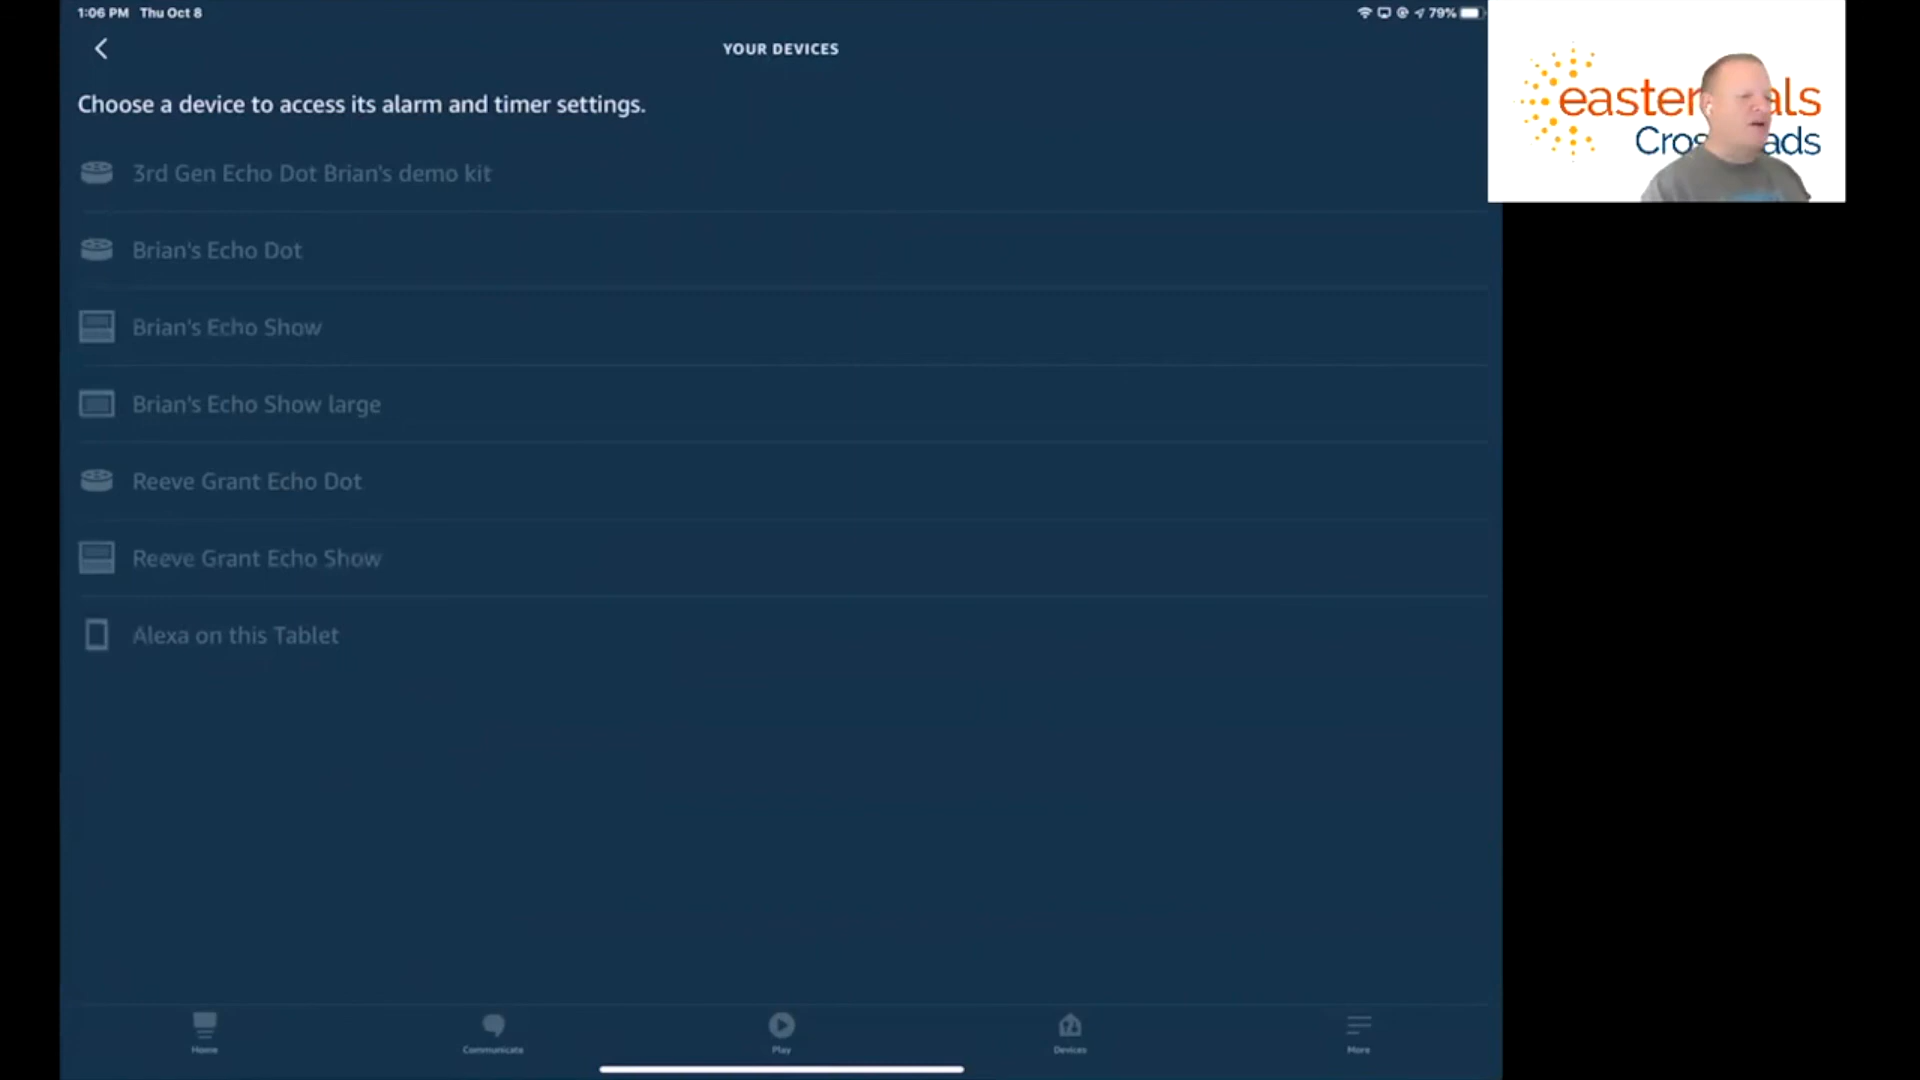 1:06 PM Thu Oct 8
79%
YOUR DEVICES
Choose a device to access its alarm and timer settings.
3rd Gen Echo Dot Brian's demo kit
Brian's Echo Dot
Brian's Echo Show
Brian's Echo Show large
Reeve Grant Echo Dot
Reeve Grant Echo Show
Alexa on this Tablet
Home
Communicate
Play
Devices
More